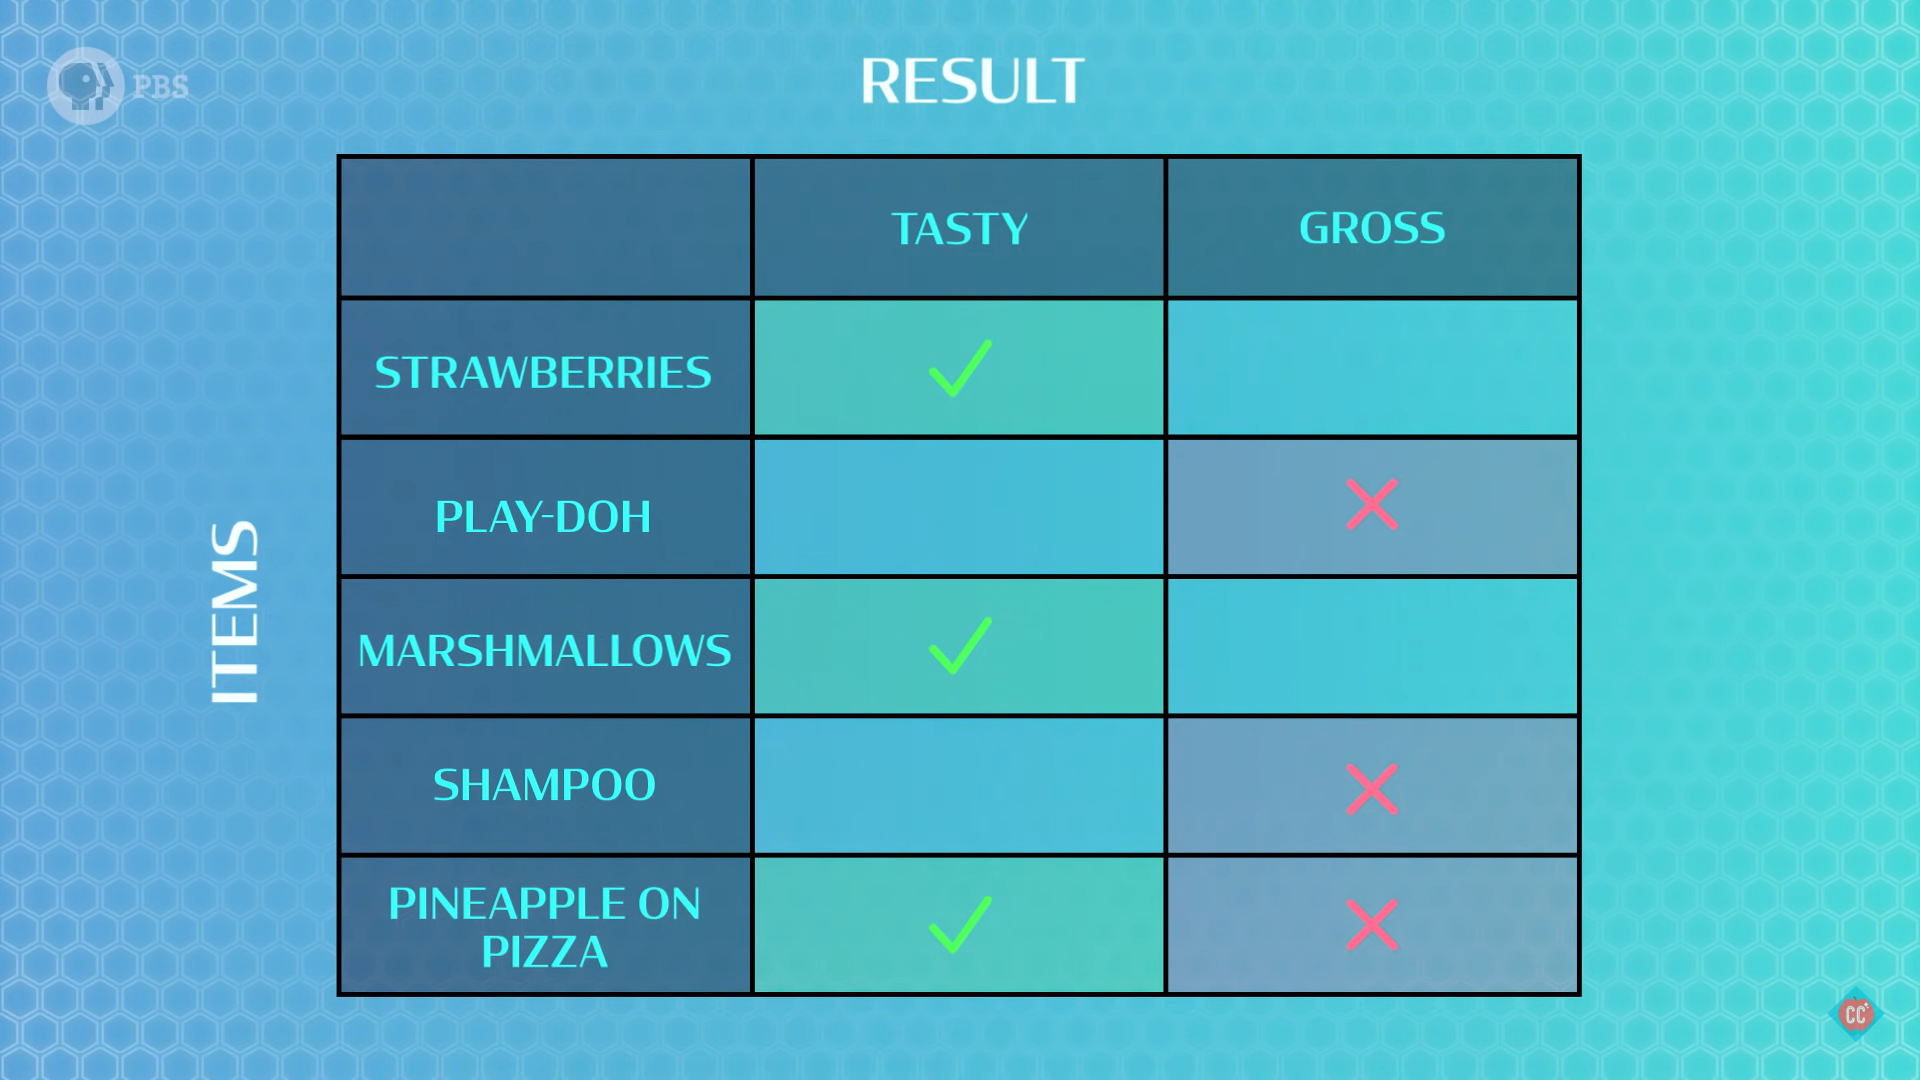 PBS
RESULT
TASTY
GROSS
ITEMS
STRAWBERRIES
PLAY-DOH
MARSHMALLOWS
SHAMPOO
PINEAPPLE ON
PIZZA
CC